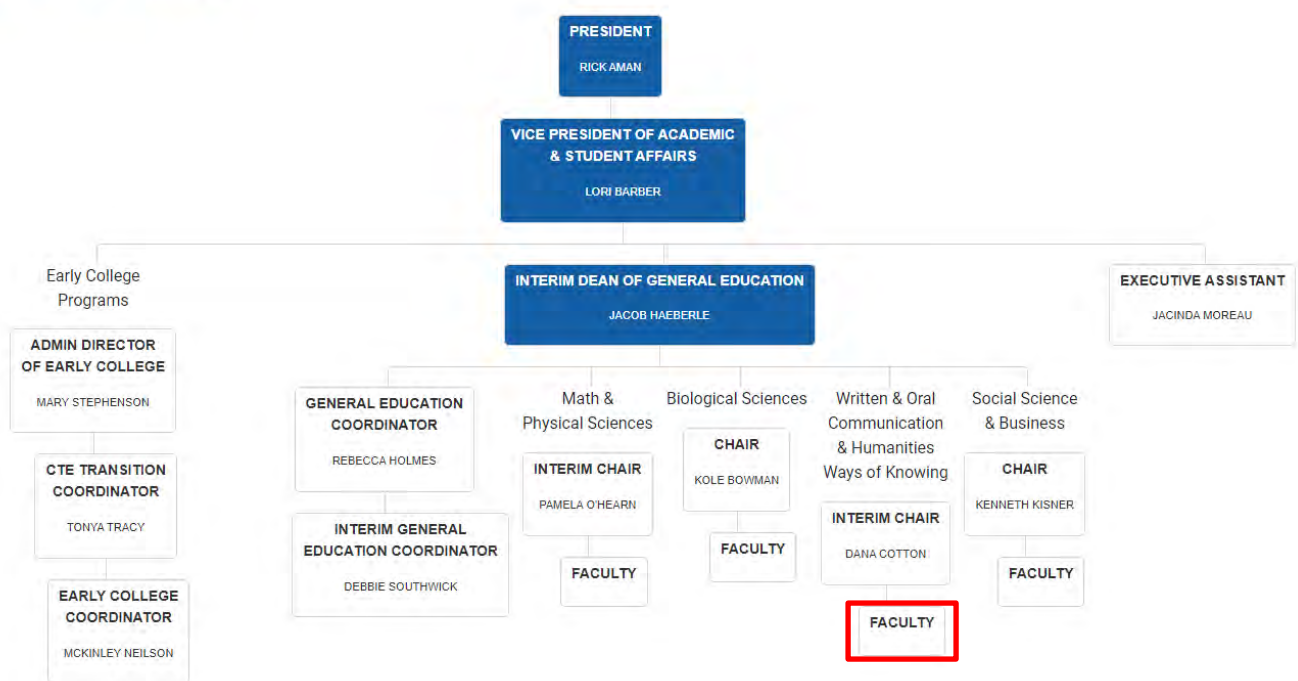 PRESIDENT
RICK AMAN
VICE PRESIDENT OF ACADEMIC
& STUDENT AFFAIRS
LORI BARBER
Early College
Programs
ADMIN DIRECTOR
OF EARLY COLLEGE
MARY STEPHENSON
CTE TRANSITION
COORDINATOR
TONYA TRACY
EARLY COLLEGE
COORDINATOR
MCKINLEY NEILSON
INTERIM DEAN OF GENERAL EDUCATION
JACOB HAEBERLE
GENERAL EDUCATION
COORDINATOR
REBECCA HOLMES
INTERIM GENERAL
EDUCATION COORDINATOR
DEBBIE SOUTHWICK
Math &
Physical Sciences
INTERIM CHAIR
PAMELA O'HEARN
FACULTY
Biological Sciences
CHAIR
KOLE BOWMAN
FACULTY
Written & Oral
Communication
& Humanities
Ways of Knowing
INTERIM CHAIR
DANA COTTON
FACULTY
Social Science
& Business
CHAIR
KENNETH KISNER
FACULTY
EXECUTIVE ASSISTANT
JACINDA MOREAU